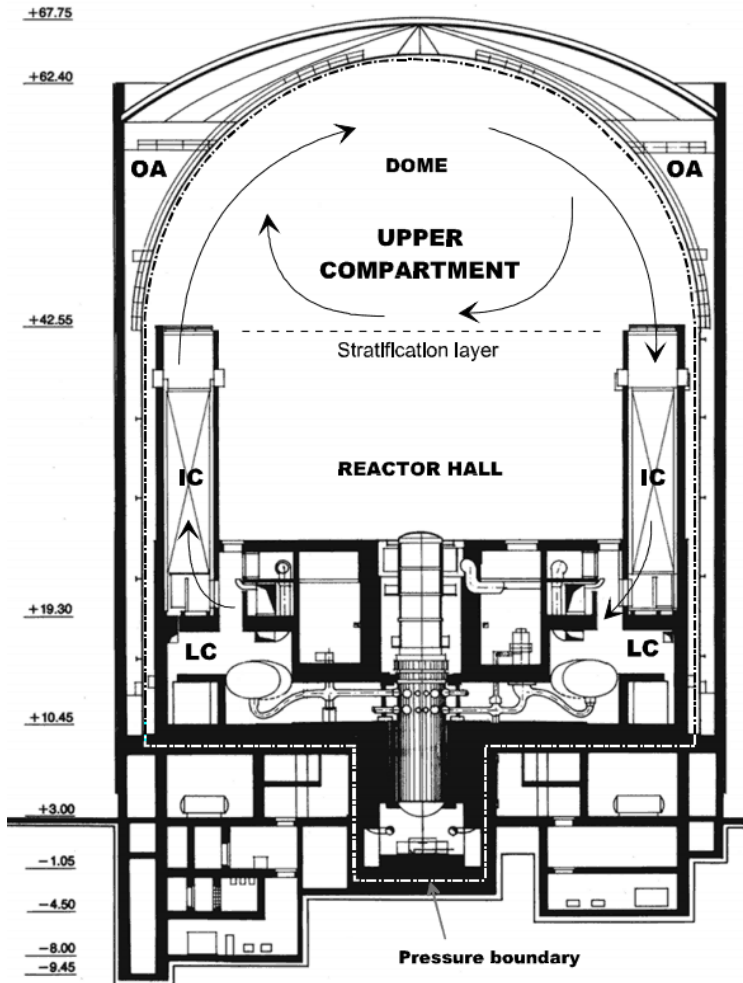 +67.75
+62.40
OA
OA
DOME
UPPER
COMPARTMENT
+42.55
Stratification layer
IC
REACTOR HALL
IC
+19.30
LC
LC
+10.45
+3.00
−1.05
−4.50
−8.00
−9.45
Pressure boundary